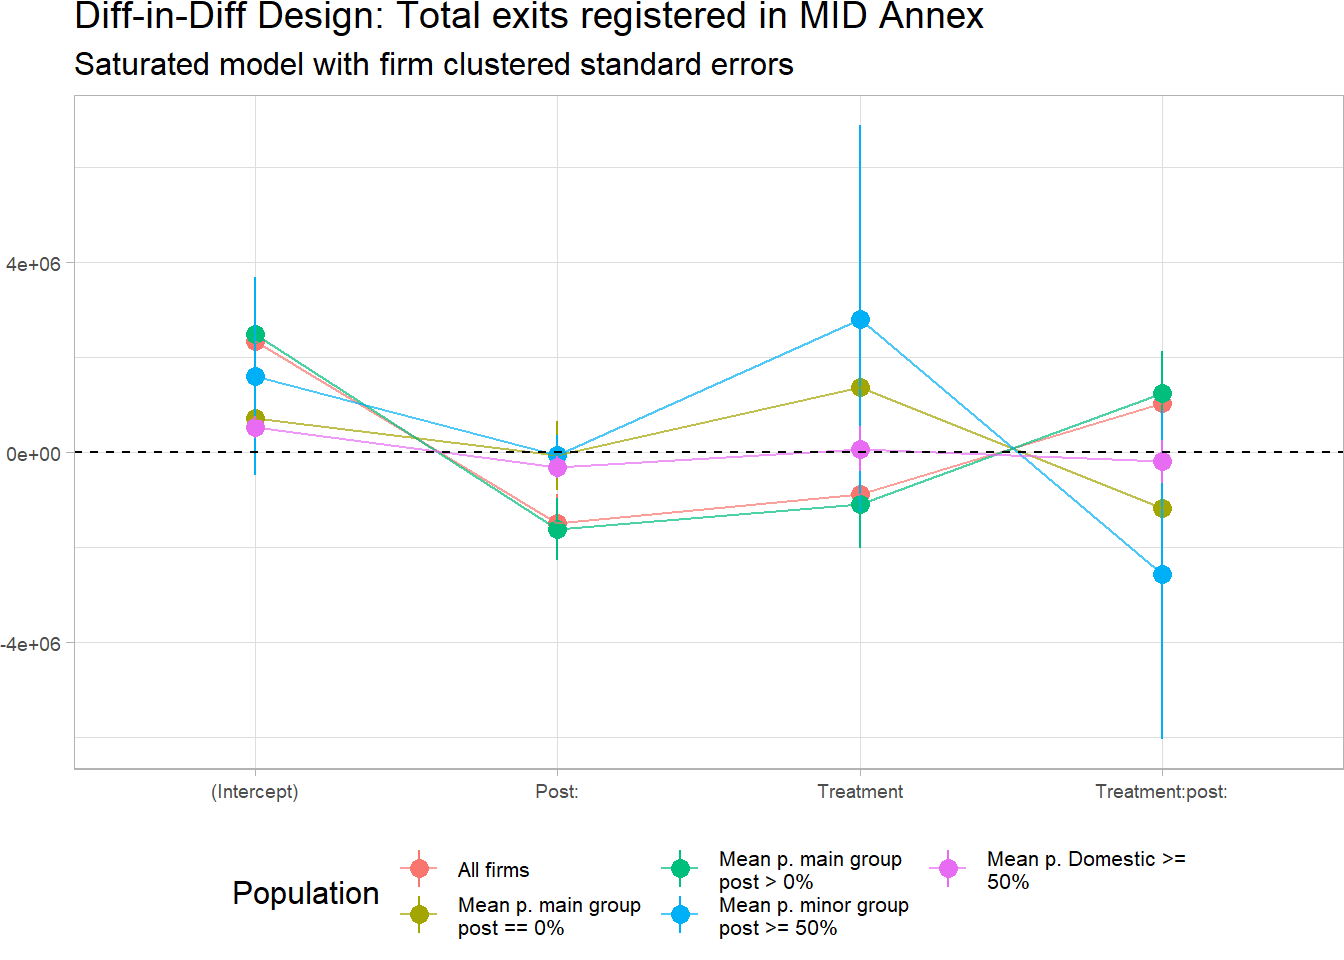 Diff-in-Diff Design: Total exits registered in MID Annex
Saturated model with firm clustered standard errors
4e+06
0e+00
-4e+06
(Intercept)
Post:
Treatment
Treatment:post:
Population
All firms
Mean p. main group
post == 0%
Mean p. main group
post > 0%
Mean p. minor group
post >= 50%
Mean p. Domestic >=
50%